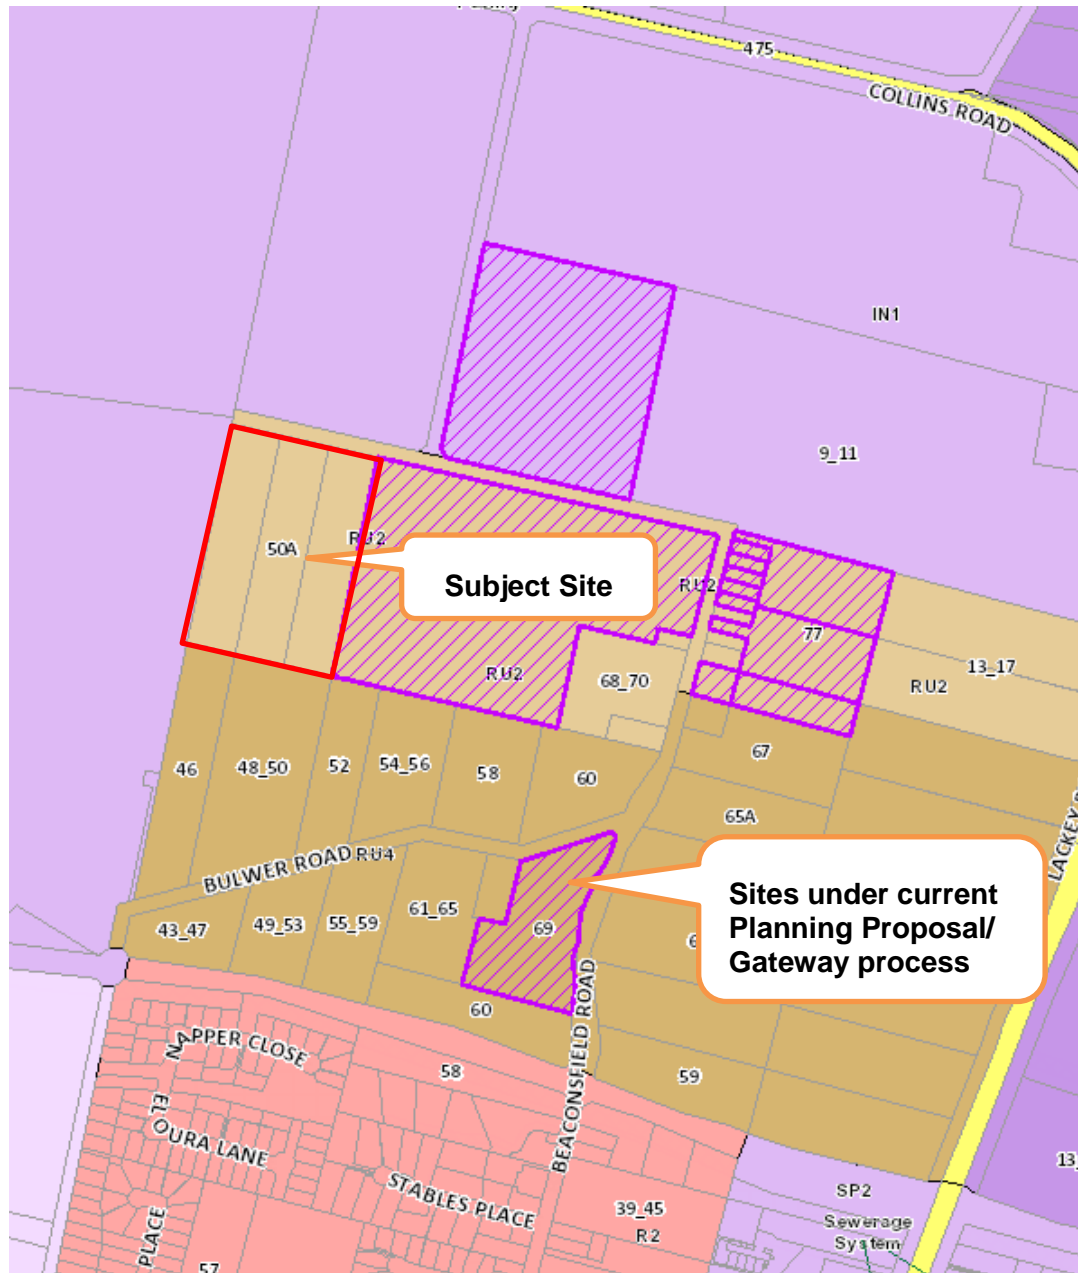 475
COLLINS ROAD
IN1
9_11
50A
RU2
Subject Site
RU2
77
13_17
RU2
RU2
68_70
46
48_50
52
54_56
58
60
67
65A
LACKEY
BULWER ROAD
RU4
Sites under current
Planning Proposal/
Gateway process
43_47
49_53
55_59
61_65
69
60
BEACONSFIELD ROAD
NAPPER CLOSE
58
59
EL
OURA LANE
STABLES PLACE
39_45
R2
SP2
Sewerage
System
PLACE
57